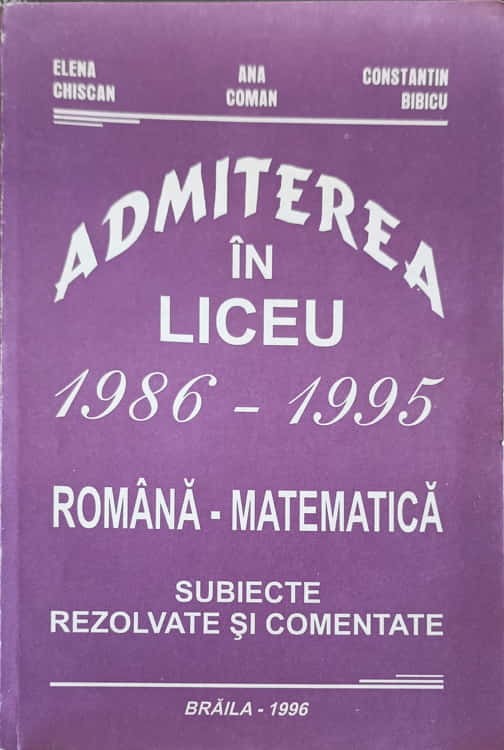 ELENA CHISCAN
ANA COMAN
CONSTANTIN BIBICU
ADMITEREA
ÎN
LICEU
1986 - 1995
ROMÂNĂ - MATEMATICĂ
SUBIECTE
REZOLVATE ŞI COMENTATE
BRĂILA - 1996